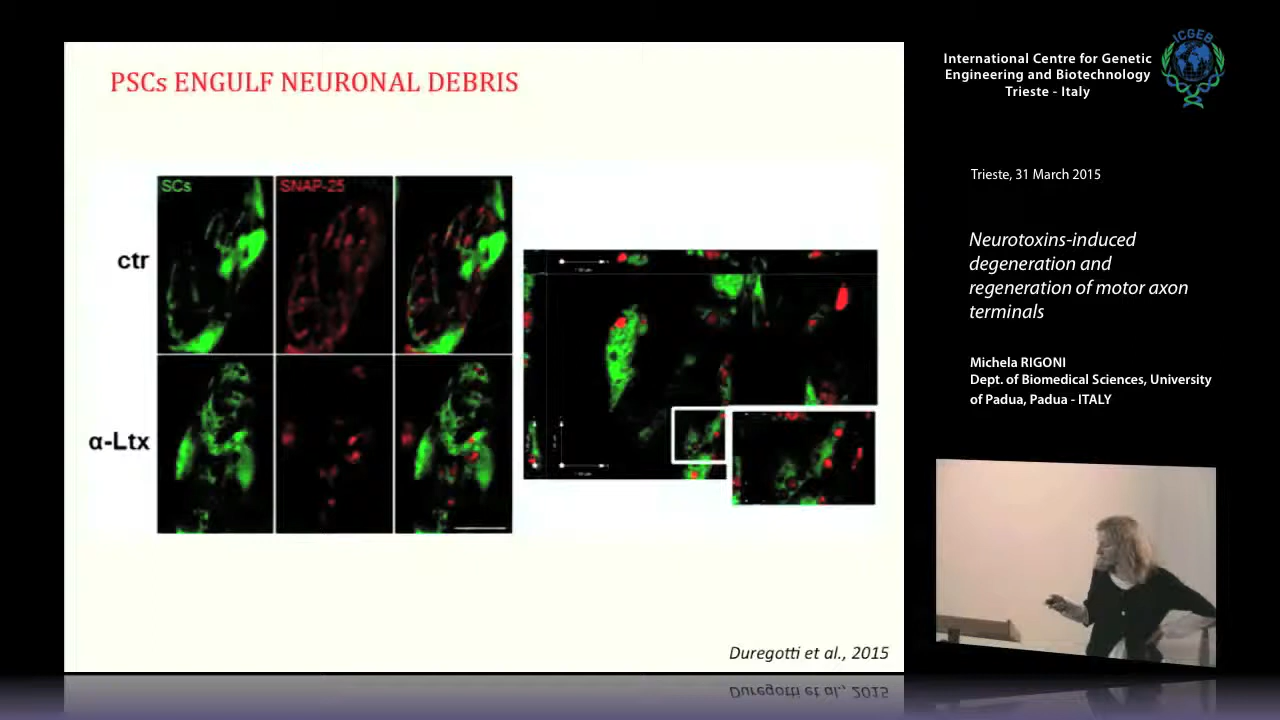 PSCs ENGULF NEURONAL DEBRIS
SCs
SNAP-25
ctr
α-Ltx
Duregotti et al., 2015
ICGEB
International Centre for Genetic
Engineering and Biotechnology
Trieste - Italy
Trieste, 31 March 2015
Neurotoxins-induced
degeneration and
regeneration of motor axon
terminals
Michela RIGONI
Dept. of Biomedical Sciences, University
of Padua, Padua - ITALY